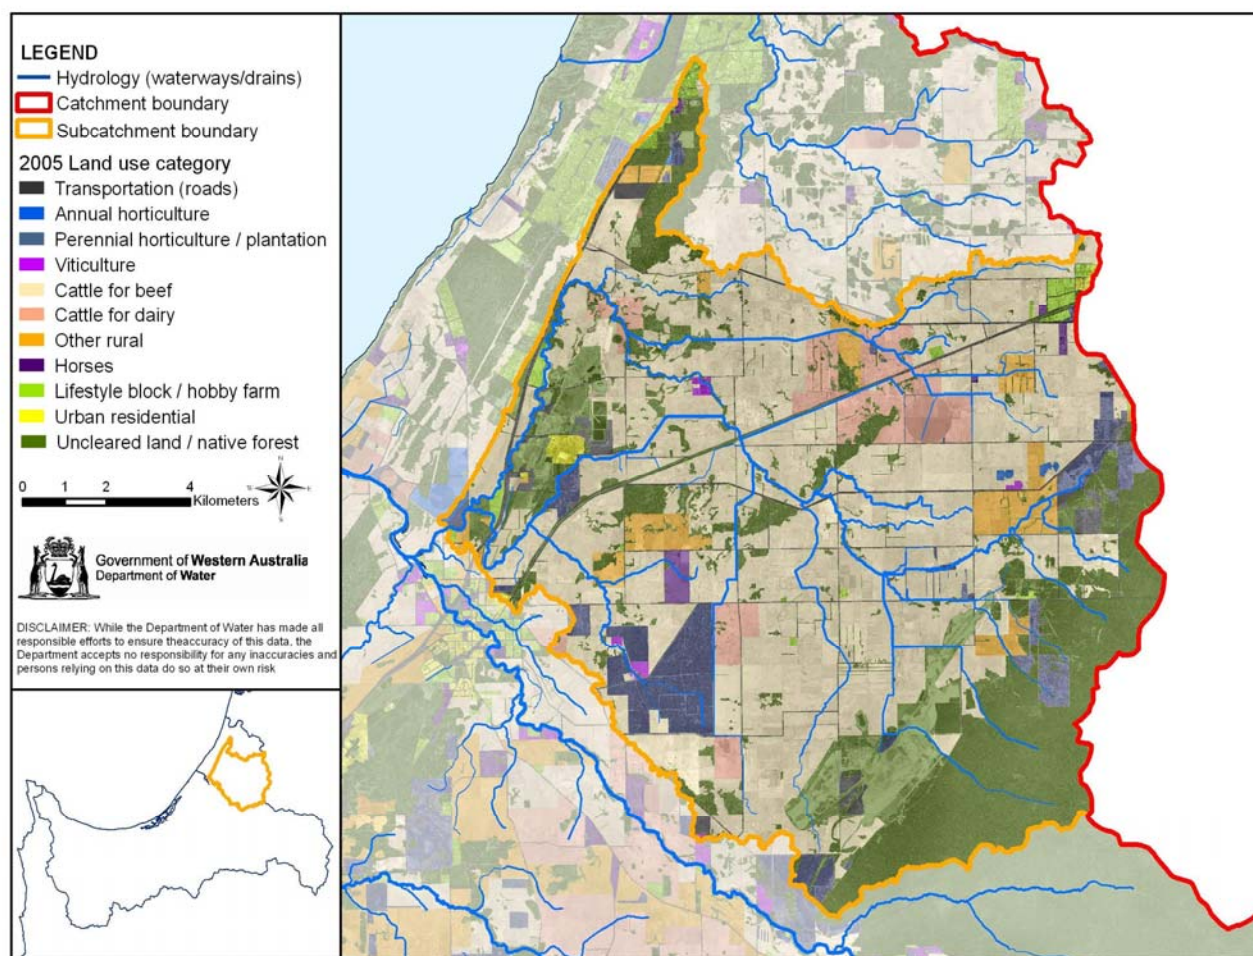 LEGEND
Hydrology (waterways/drains)
Catchment boundary
Subcatchment boundary
2005 Land use category
Transportation (roads)
Annual horticulture
Perennial horticulture / plantation
Viticulture
Cattle for beef
Cattle for dairy
Other rural
Horses
Lifestyle block / hobby farm
Urban residential
Uncleared land / native forest
0 1 2 4
Kilometers
N
W E
S
Government of Western Australia
Department of Water
DISCLAIMER: While the Department of Water has made all
responsible efforts to ensure theaccuracy of this data, the
Department accepts no responsibility for any inaccuracies and
persons relying on this data do so at their own risk